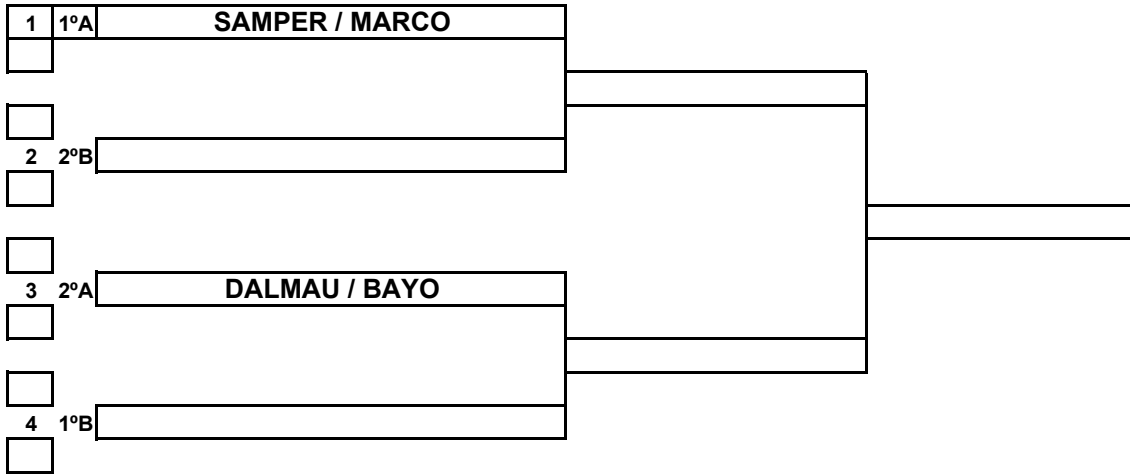 1 1ºA SAMPER / MARCO
2 2ºB
3 2ºA DALMAU / BAYO
4 1ºB